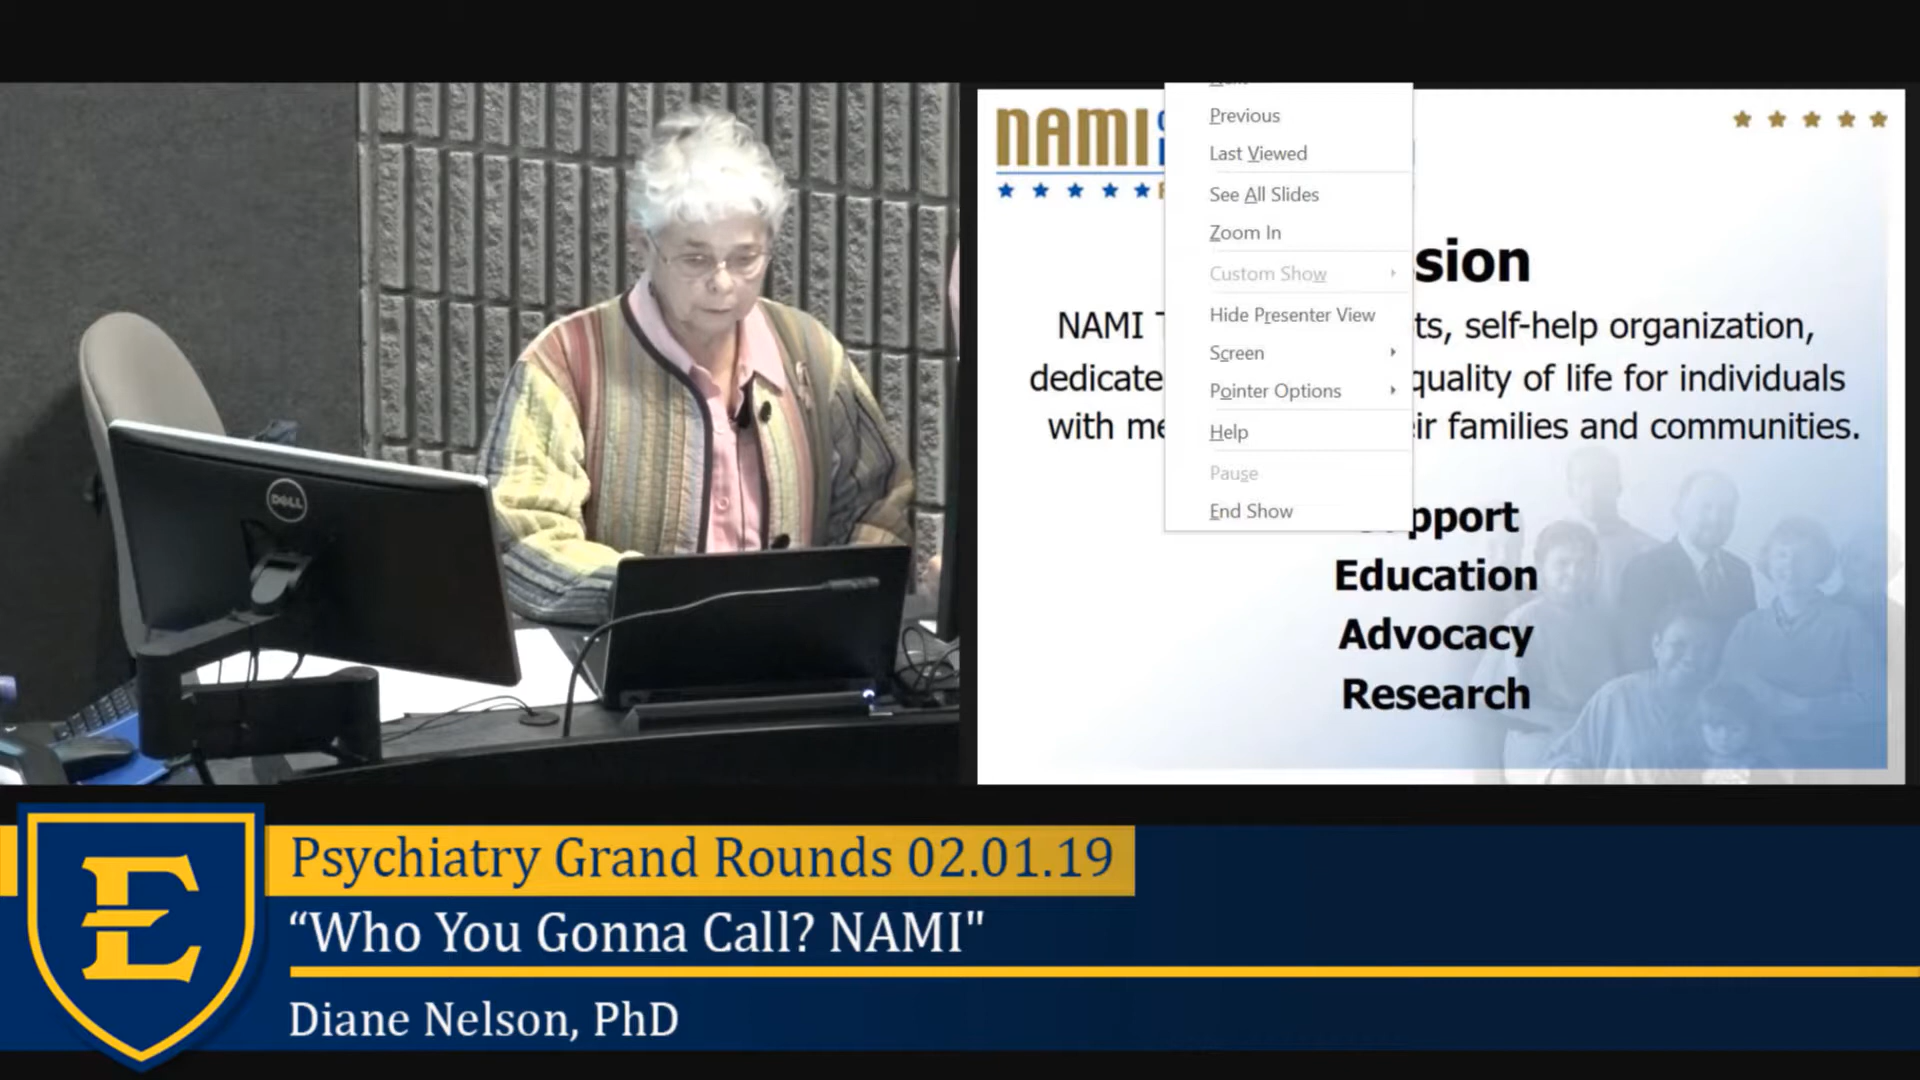 DELL
NAMI
Previous
Last Viewed
See All Slides
Zoom In
Custom Show
Hide Presenter View
Screen
Pointer Options
Help
Pause
End Show
sion
NAMI ts, self-help organization,
dedicate quality of life for individuals
with me ir families and communities.
pport
Education
Advocacy
Research
E
Psychiatry Grand Rounds 02.01.19
“Who You Gonna Call? NAMI"
Diane Nelson, PhD